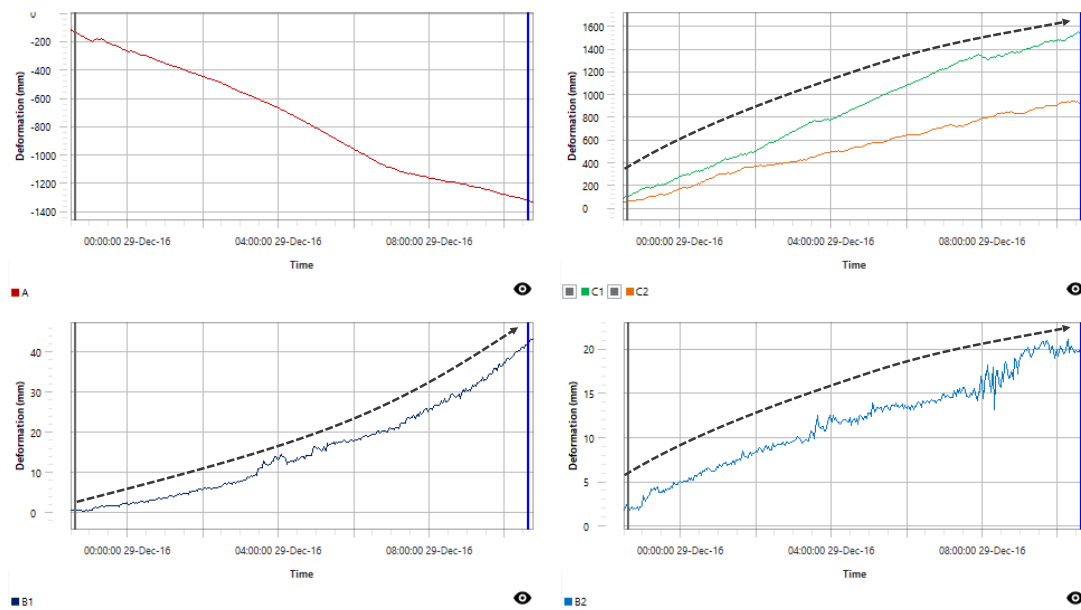 0
-200
-400
-600
-800
-1000
-1200
-1400
Deformation (mm)
00:00:00 29-Dec-16 04:00:00 29-Dec-16 08:00:00 29-Dec-16
Time
A
1600
1400
1200
1000
800
600
400
200
0
Deformation (mm)
00:00:00 29-Dec-16 04:00:00 29-Dec-16 08:00:00 29-Dec-16
Time
C1 C2
40
30
20
10
0
Deformation (mm)
00:00:00 29-Dec-16 04:00:00 29-Dec-16 08:00:00 29-Dec-16
Time
B1
20
15
10
5
0
Deformation (mm)
00:00:00 29-Dec-16 04:00:00 29-Dec-16 08:00:00 29-Dec-16
Time
B2